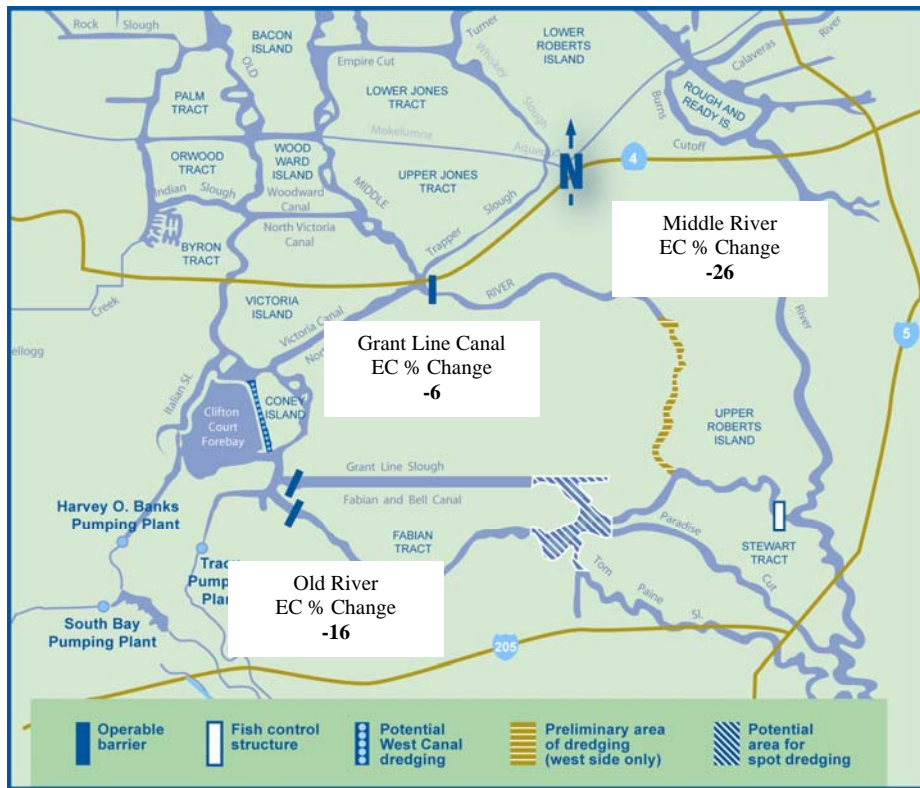 Rock Slough
BACON
ISLAND
OLD
Turner
Empire Cut
Whiskey
Slough
LOWER
ROBERTS
ISLAND
Calaveras
River
PALM
TRACT
LOWER JONES
TRACT
Burns
Cutoff
ROUGH AND
READY IS.
Mokelumne
4
ORWOOD
TRACT
WOOD
WARD
ISLAND
MIDDLE
UPPER JONES
TRACT
N
Indian Slough
Woodward
Canal
North Victoria
Canal
Trapper Slough
BYRON
TRACT
Middle River
EC % Change
-26
RIVER
Creek
VICTORIA
ISLAND
Victoria Canal
River
5
Grant Line Canal
EC % Change
-6
Italian Sl.
Clifton
Court
Forebay
CONEY
ISLAND
UPPER
ROBERTS
ISLAND
Grant Line Slough
Fabian and Bell Canal
Harvey O. Banks
Pumping Plant
FABIAN
TRACT
Paradise
Cut
STEWART
TRACT
Old River
EC % Change
-16
Tom
Paine
Sl.
South Bay
Pumping Plant
205
Operable
barrier
Fish control
structure
Potential
West Canal
dredging
Preliminary area
of dredging
(west side only)
Potential
area for
spot dredging